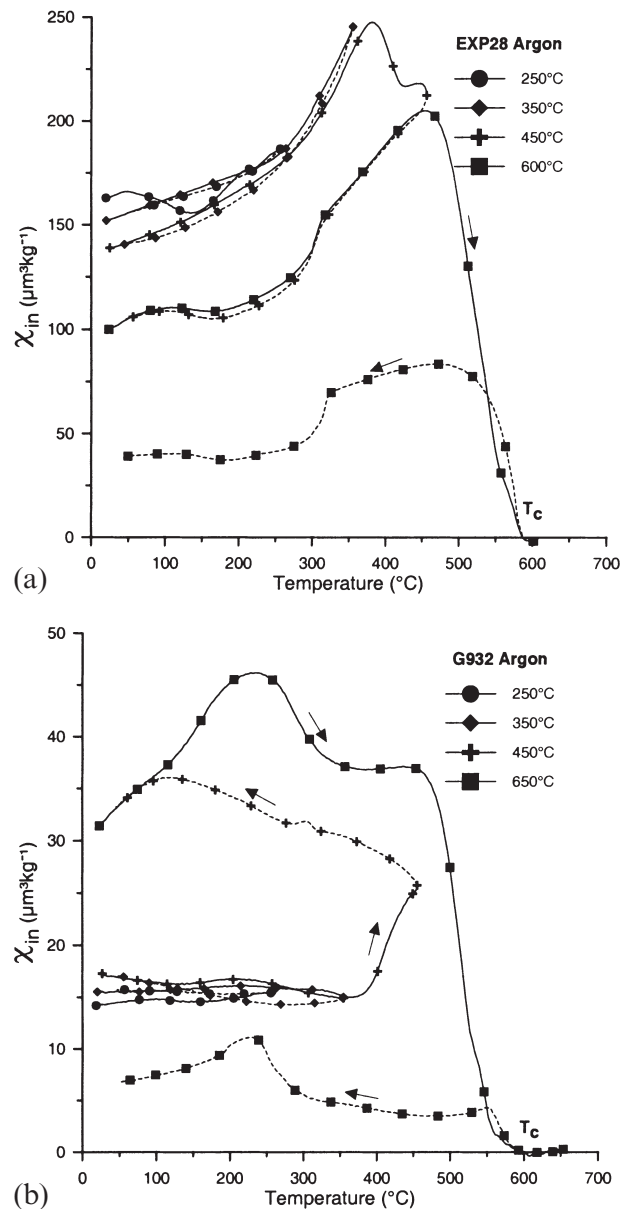 250
EXP28 Argon
250°C
200
350°C
450°C
600°C
150
χin (µm³kg⁻¹)
100
50
Tc
0
0 100 200 300 400 500 600 700
(a)
Temperature (°C)
50
G932 Argon
250°C
40
350°C
450°C
650°C
30
χin (µm³kg⁻¹)
20
10
Tc
0
0 100 200 300 400 500 600 700
(b)
Temperature (°C)